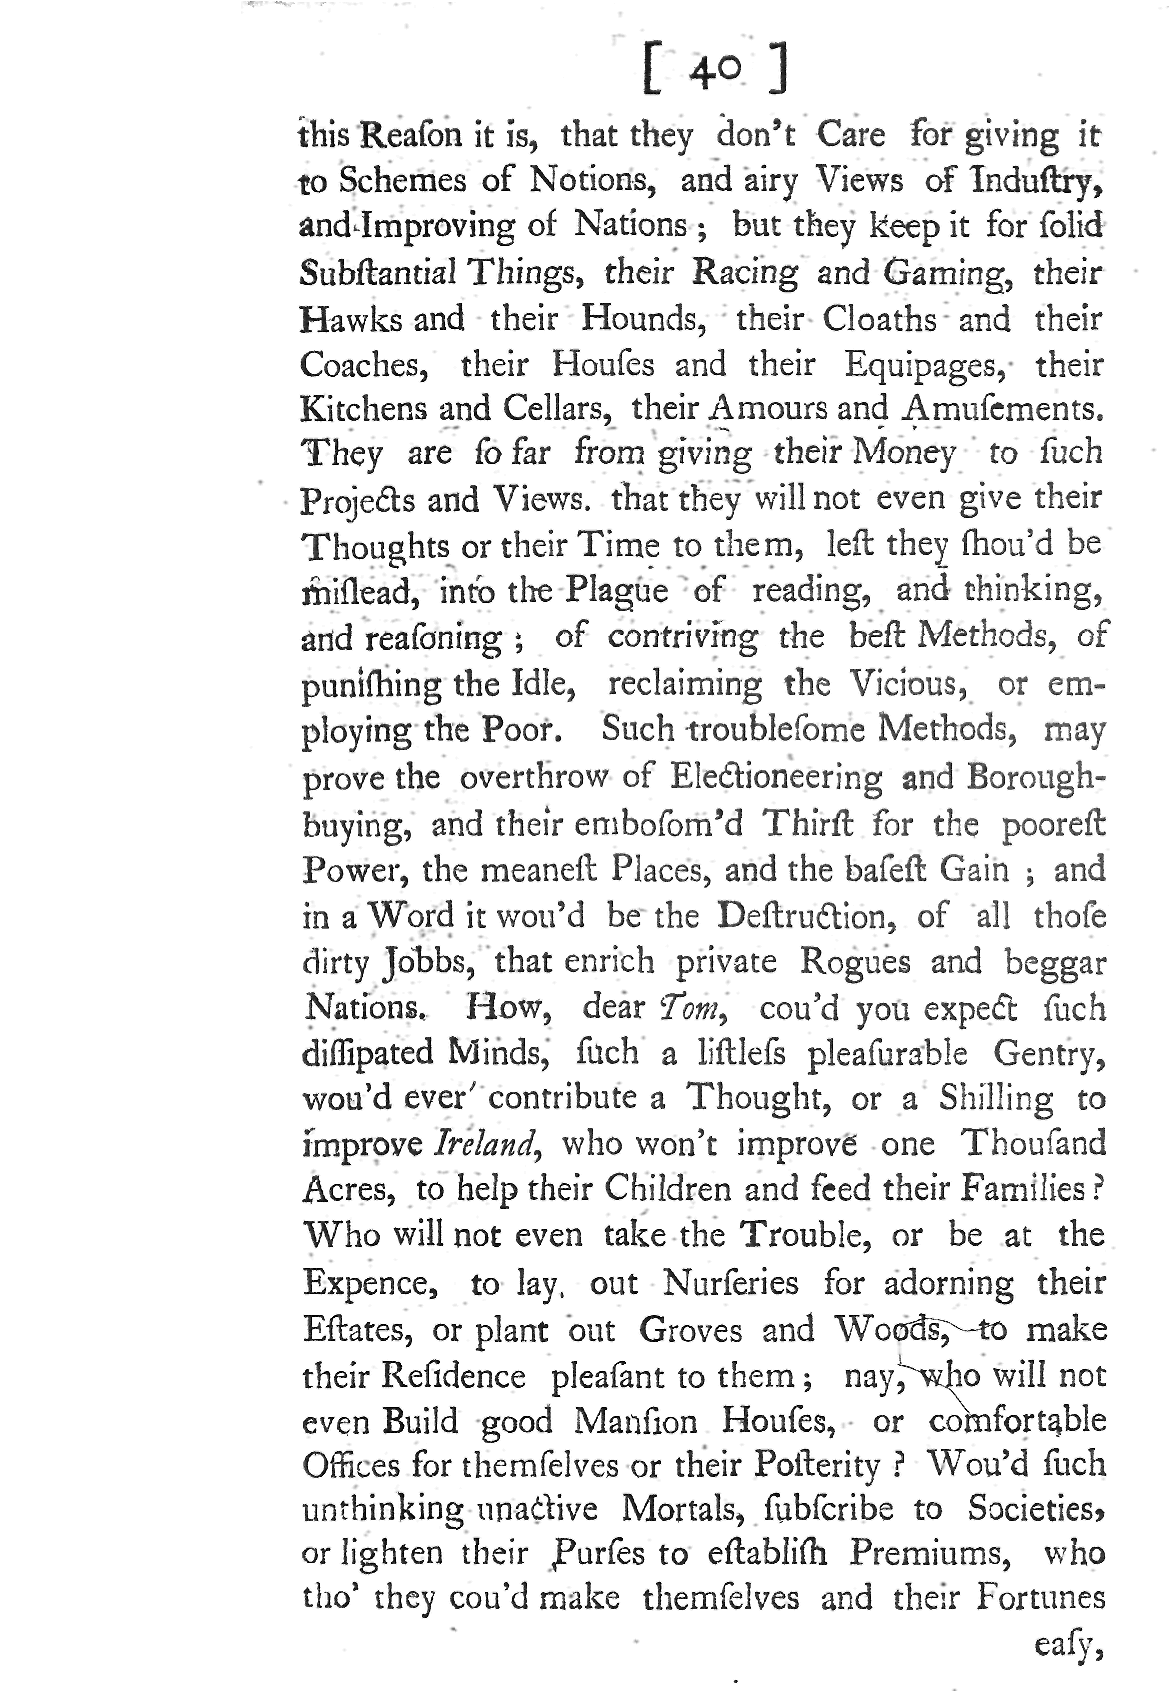 [ 40 ]
this Reaſon it is, that they don't Care for giving it
to Schemes of Notions, and airy Views of Induſtry,
and Improving of Nations ; but they keep it for ſolid
Subſtantial Things, their Racing and Gaming, their
Hawks and their Hounds, their Cloaths and their
Coaches, their Houſes and their Equipages, their
Kitchens and Cellars, their Amours and Amuſements.
They are ſo far from giving their Money to ſuch
Projects and Views. that they will not even give their
Thoughts or their Time to them, leſt they ſhou'd be
miſlead, into the Plague of reading, and thinking,
and reaſoning ; of contriving the beſt Methods, of
puniſhing the Idle, reclaiming the Vicious, or em-
ploying the Poor. Such troubleſome Methods, may
prove the overthrow of Electioneering and Borough-
buying, and their emboſom'd Thirſt for the pooreſt
Power, the meaneſt Places, and the baſeſt Gain ; and
in a Word it wou'd be the Deſtruction, of all thoſe
dirty Jobbs, that enrich private Rogues and beggar
Nations. How, dear Tom, cou'd you expect ſuch
diſſipated Minds, ſuch a liſtleſs pleaſurable Gentry,
wou'd ever contribute a Thought, or a Shilling to
improve Ireland, who won't improve one Thouſand
Acres, to help their Children and feed their Families ?
Who will not even take the Trouble, or be at the
Expence, to lay out Nurſeries for adorning their
Eſtates, or plant out Groves and Woods, to make
their Reſidence pleaſant to them ; nay, who will not
even Build good Manſion Houſes, or comfortable
Offices for themſelves or their Poſterity ? Wou'd ſuch
unthinking unactive Mortals, ſubſcribe to Societies,
or lighten their Purſes to eſtabliſh Premiums, who
tho' they cou'd make themſelves and their Fortunes
eaſy,